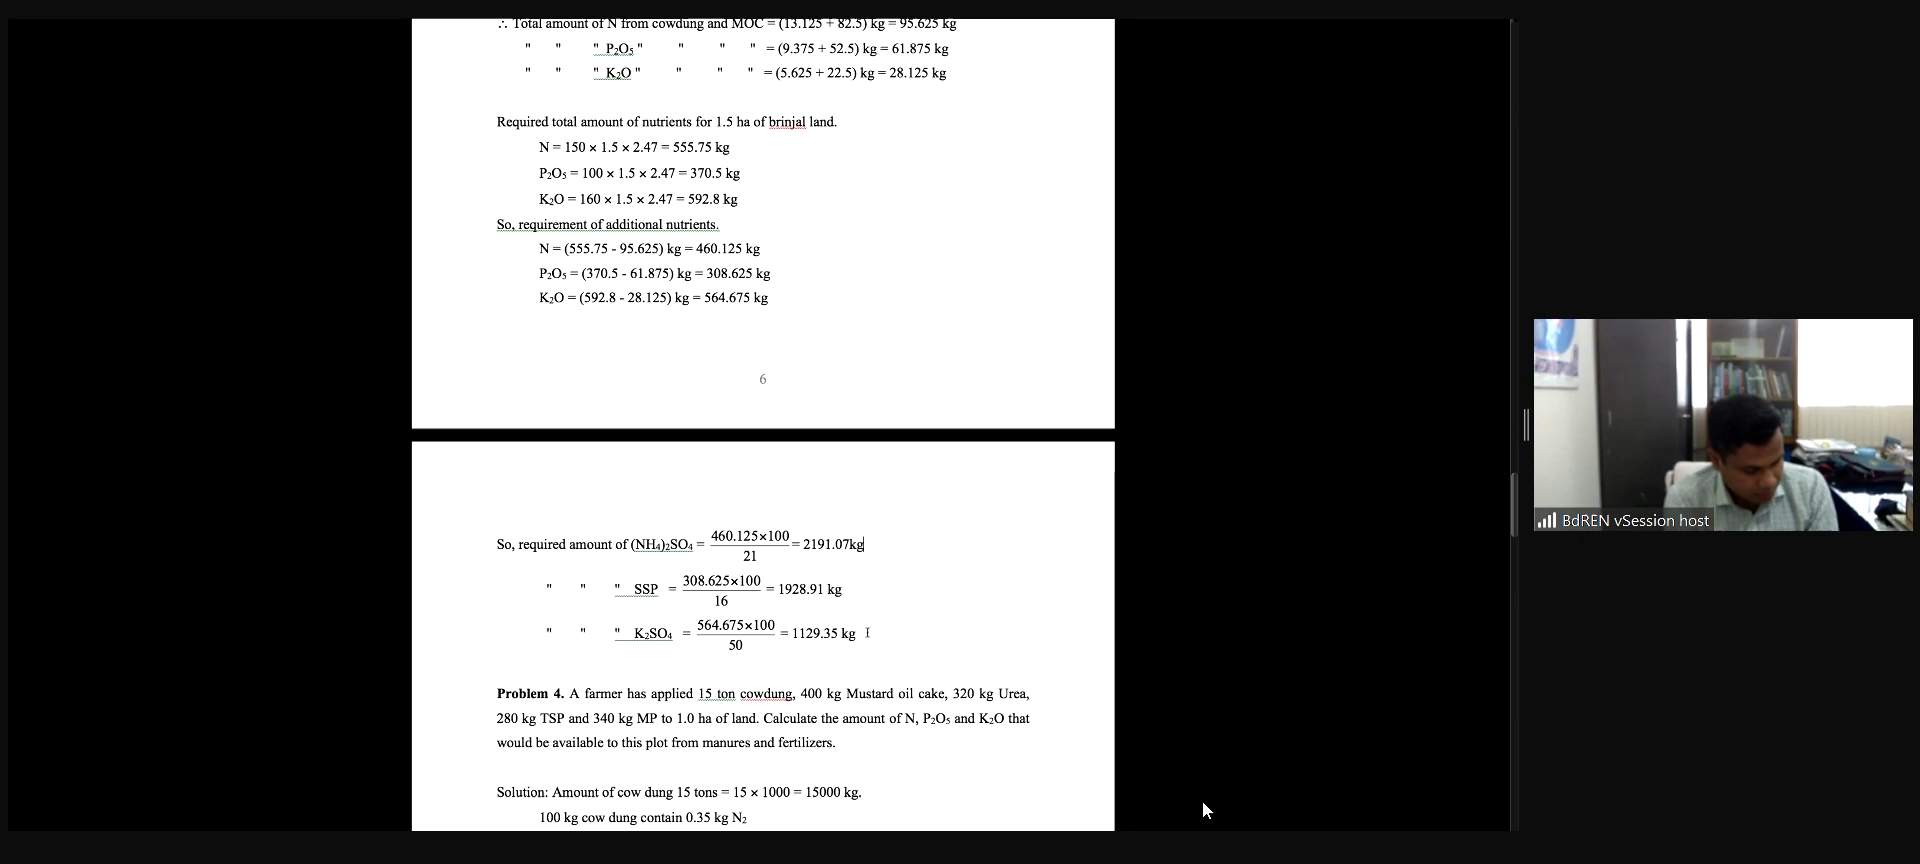 ∴ Total amount of N from cowdung and MOC = (13.125 + 82.5) kg = 95.625 kg
" " " P₂O₅ " " " " = (9.375 + 52.5) kg = 61.875 kg
" " " K₂O " " " " = (5.625 + 22.5) kg = 28.125 kg
Required total amount of nutrients for 1.5 ha of brinjal land.
N = 150 × 1.5 × 2.47 = 555.75 kg
P₂O₅ = 100 × 1.5 × 2.47 = 370.5 kg
K₂O = 160 × 1.5 × 2.47 = 592.8 kg
So, requirement of additional nutrients.
N = (555.75 - 95.625) kg = 460.125 kg
P₂O₅ = (370.5 - 61.875) kg = 308.625 kg
K₂O = (592.8 - 28.125) kg = 564.675 kg
6
So, required amount of (NH₄)₂SO₄ = 460.125×100 / 21 = 2191.07kg
" " " SSP = 308.625×100 / 16 = 1928.91 kg
" " " K₂SO₄ = 564.675×100 / 50 = 1129.35 kg
Problem 4. A farmer has applied 15 ton cowdung, 400 kg Mustard oil cake, 320 kg Urea,
280 kg TSP and 340 kg MP to 1.0 ha of land. Calculate the amount of N, P₂O₅ and K₂O that
would be available to this plot from manures and fertilizers.
Solution: Amount of cow dung 15 tons = 15 × 1000 = 15000 kg.
100 kg cow dung contain 0.35 kg N₂
BdREN vSession host